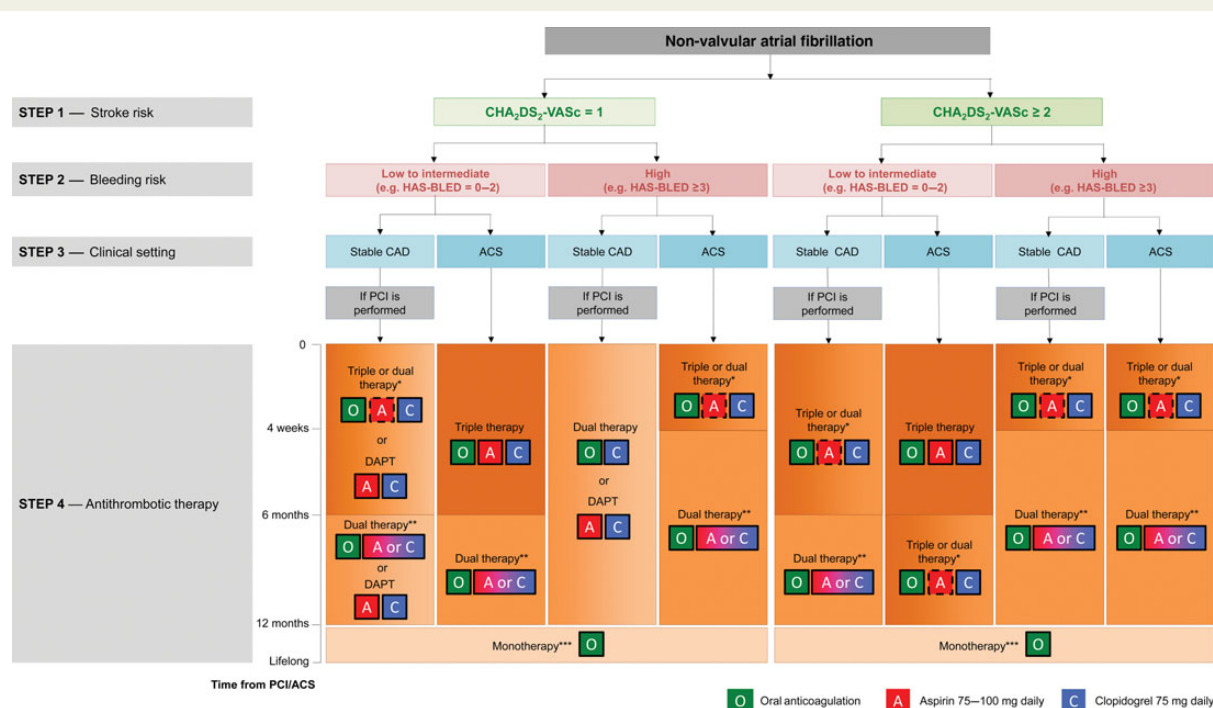 Non-valvular atrial fibrillation
STEP 1 — Stroke risk
CHA₂DS₂-VASc = 1
CHA₂DS₂-VASc ≥ 2
STEP 2 — Bleeding risk
Low to intermediate
(e.g. HAS-BLED = 0–2)
High
(e.g. HAS-BLED ≥3)
Low to intermediate
(e.g. HAS-BLED = 0–2)
High
(e.g. HAS-BLED ≥3)
STEP 3 — Clinical setting
Stable CAD
ACS
Stable CAD
ACS
Stable CAD
ACS
Stable CAD
ACS
If PCI is
performed
If PCI is
performed
If PCI is
performed
If PCI is
performed
STEP 4 — Antithrombotic therapy
0
4 weeks
6 months
12 months
Lifelong
Time from PCI/ACS
Triple or dual
therapy*
O A C
or
DAPT
A C
Dual therapy**
O A or C
or
DAPT
A C
Triple therapy
O A C
Dual therapy**
O A or C
Dual therapy
O C
or
DAPT
A C
Triple or dual
therapy*
O A C
Dual therapy**
O A or C
Monotherapy*** O
Triple or dual
therapy*
O A C
Dual therapy**
O A or C
Triple therapy
O A C
Triple or dual
therapy*
O A C
Triple or dual
therapy*
O A C
Dual therapy**
O A or C
Triple or dual
therapy*
O A C
Dual therapy**
O A or C
Monotherapy*** O
O Oral anticoagulation
A Aspirin 75–100 mg daily
C Clopidogrel 75 mg daily